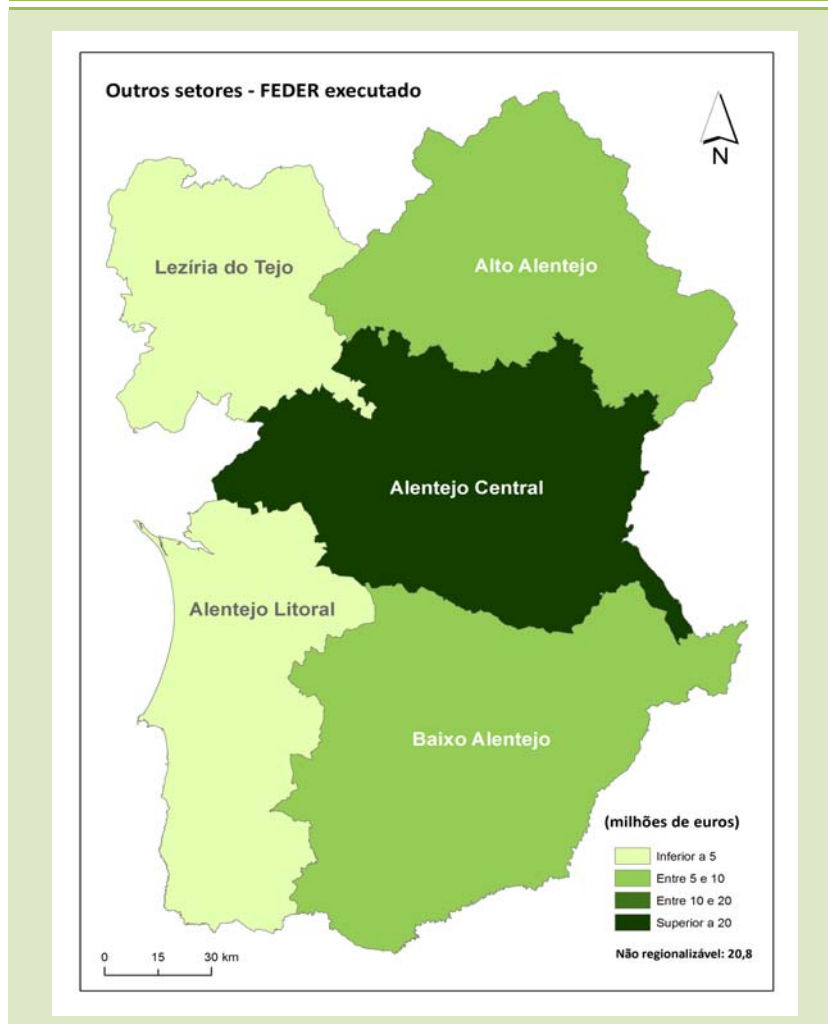 Outros setores - FEDER executado
N
Lezíria do Tejo
Alto Alentejo
Alentejo Central
Alentejo Litoral
Baixo Alentejo
(milhões de euros)
Inferior a 5
Entre 5 e 10
Entre 10 e 20
Superior a 20
Não regionalizável: 20,8
0 15 30 km